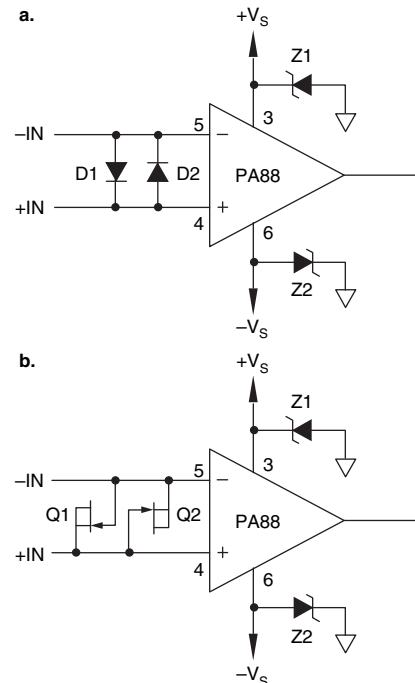 a.
+VS
Z1
3
–IN
5
–
D1
D2
PA88
+IN
4
+
6
Z2
–VS
b.
+VS
Z1
3
–IN
5
–
Q1
Q2
PA88
+IN
4
+
6
Z2
–VS